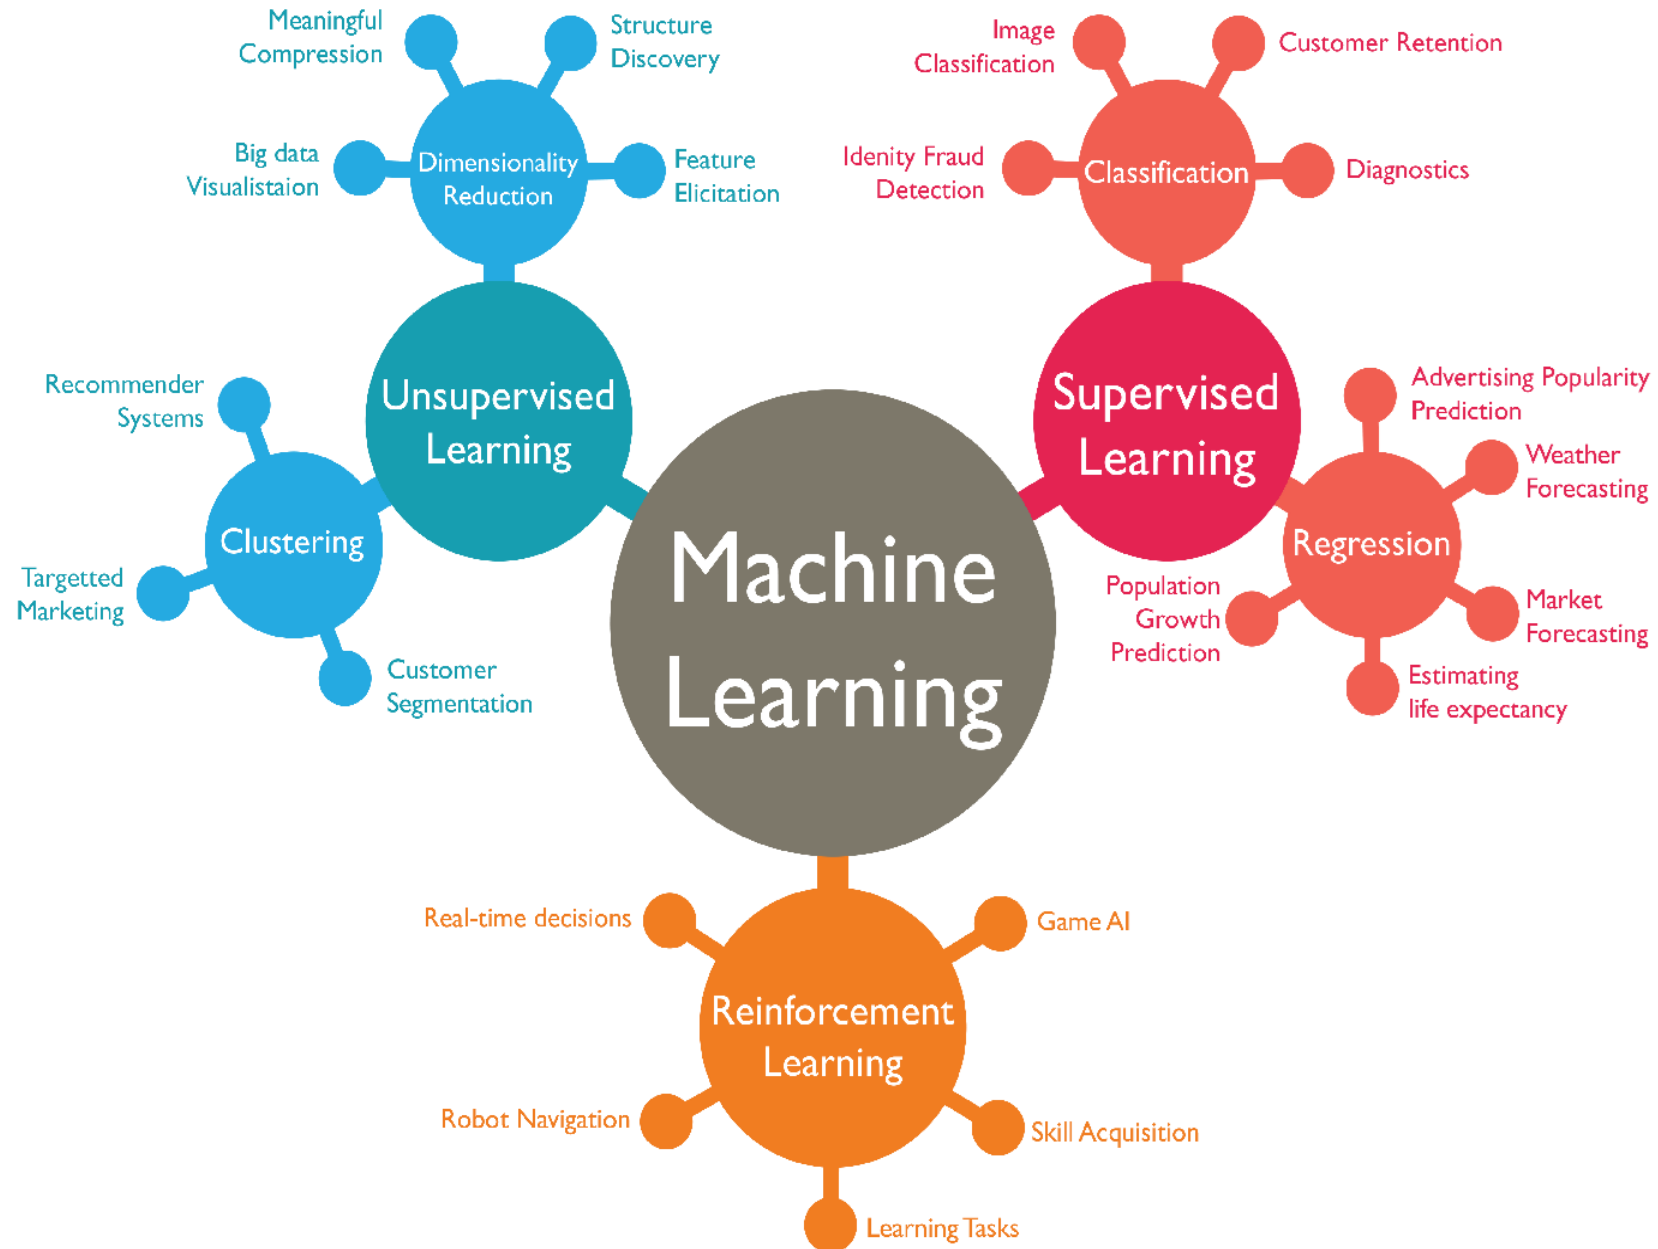 Meaningful
Compression
Structure
Discovery
Big data
Visualistaion
Dimensionality
Reduction
Feature
Elicitation
Image
Classification
Customer Retention
Idenity Fraud
Detection
Classification
Diagnostics
Recommender
Systems
Unsupervised
Learning
Clustering
Targetted
Marketing
Customer
Segmentation
Supervised
Learning
Advertising Popularity
Prediction
Weather
Forecasting
Regression
Population
Growth
Prediction
Market
Forecasting
Estimating
life expectancy
Machine
Learning
Real-time decisions
Game AI
Reinforcement
Learning
Robot Navigation
Skill Acquisition
Learning Tasks